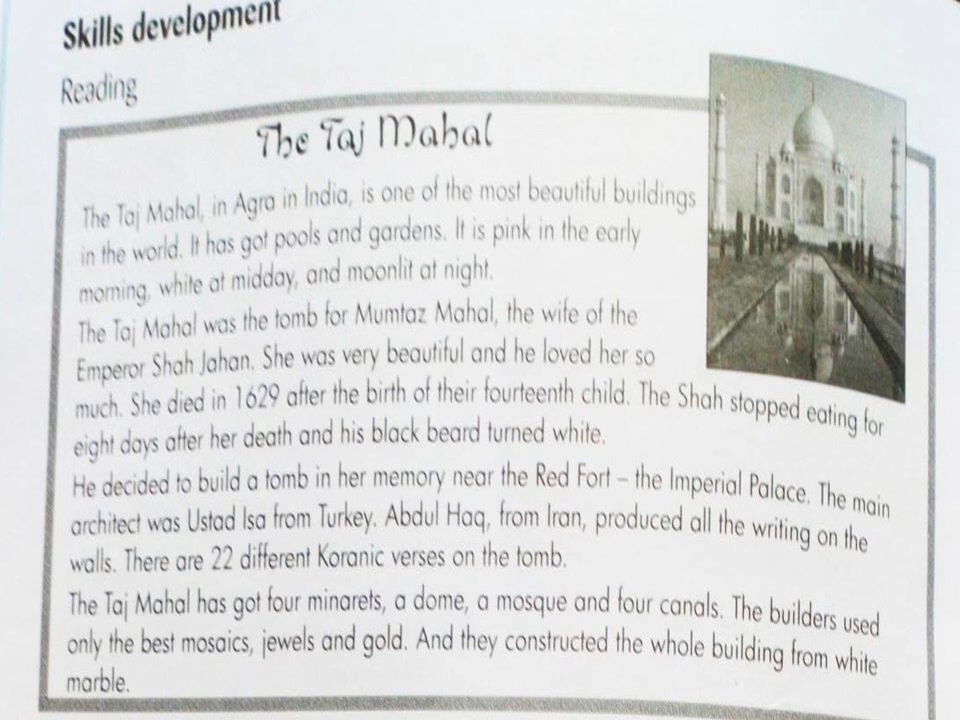 Skills development
Reading
The Taj Mahal
The Taj Mahal, in Agra in India, is one of the most beautiful buildings
in the world. It has got pools and gardens. It is pink in the early
morning, white at midday, and moonlit at night.
The Taj Mahal was the tomb for Mumtaz Mahal, the wife of the
Emperor Shah Jahan. She was very beautiful and he loved her so
much. She died in 1629 after the birth of their fourteenth child. The Shah stopped eating for
eight days after her death and his black beard turned white.
He decided to build a tomb in her memory near the Red Fort – the Imperial Palace. The main
architect was Ustad Isa from Turkey. Abdul Haq, from Iran, produced all the writing on the
walls. There are 22 different Koranic verses on the tomb.
The Taj Mahal has got four minarets, a dome, a mosque and four canals. The builders used
only the best mosaics, jewels and gold. And they constructed the whole building from white
marble.